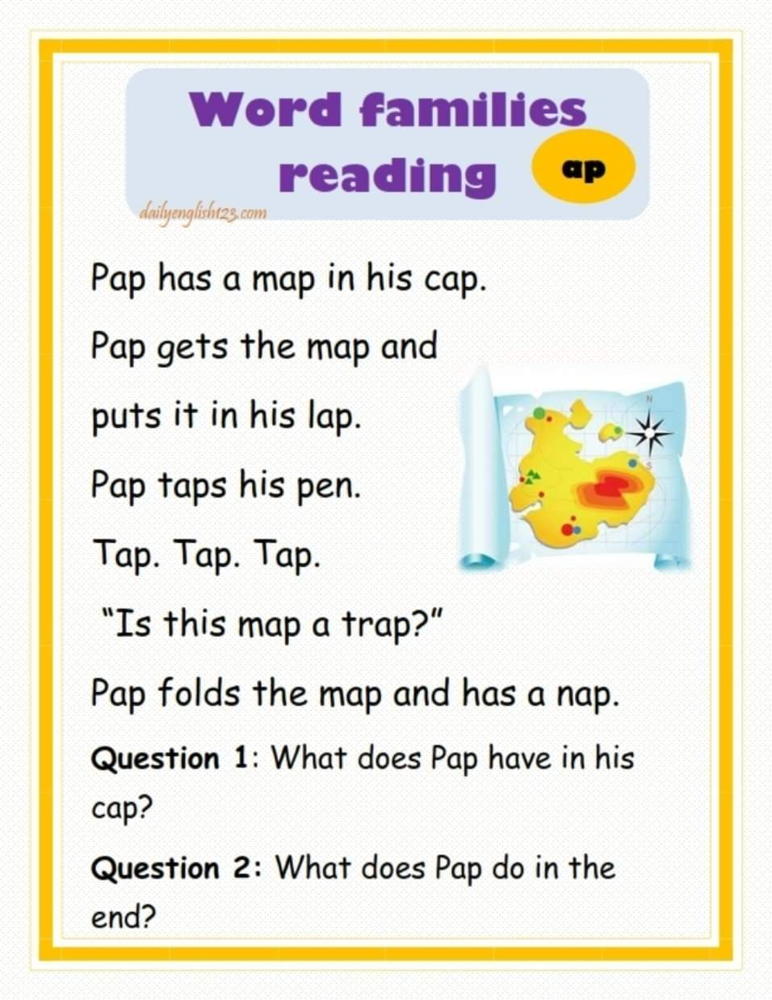 Word families
reading
ap
dailyenglish123.com
Pap has a map in his cap.
Pap gets the map and
puts it in his lap.
Pap taps his pen.
Tap. Tap. Tap.
“Is this map a trap?”
Pap folds the map and has a nap.
Question 1: What does Pap have in his
cap?
Question 2: What does Pap do in the
end?
N
S